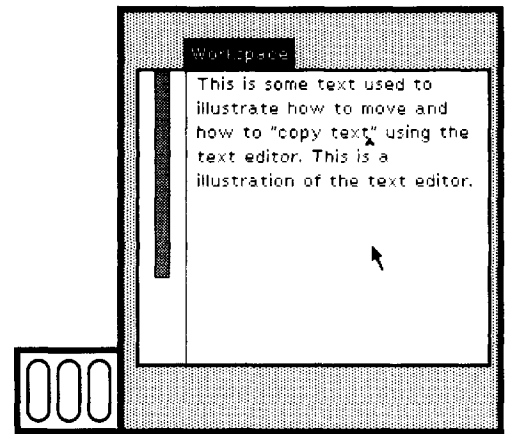 Workspace
This is some text used to
illustrate how to move and
how to "copy text" using the
text editor. This is a
illustration of the text editor.